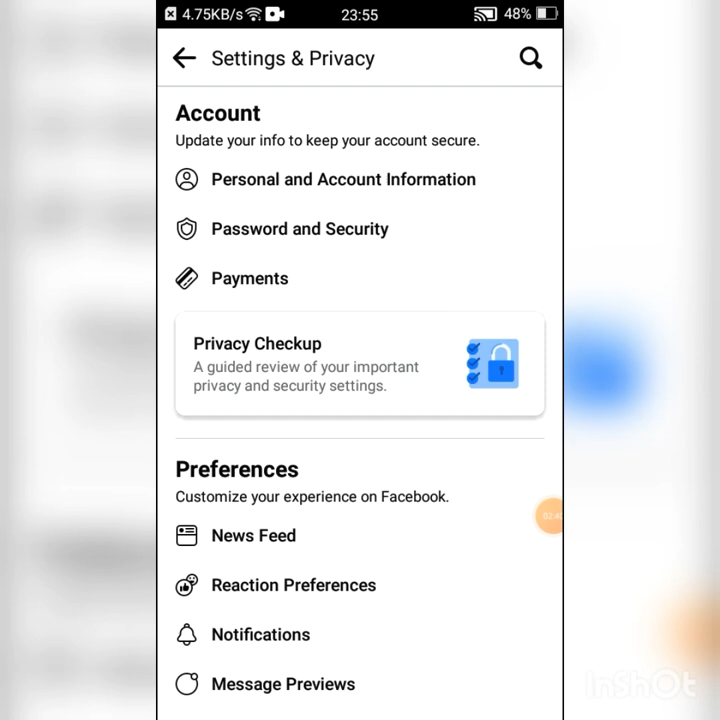 4.75KB/s 23:55 48%
Settings & Privacy
Account
Update your info to keep your account secure.
Personal and Account Information
Password and Security
Payments
Privacy Checkup
A guided review of your important
privacy and security settings.
Preferences
Customize your experience on Facebook.
News Feed
Reaction Preferences
Notifications
Message Previews
InShOt